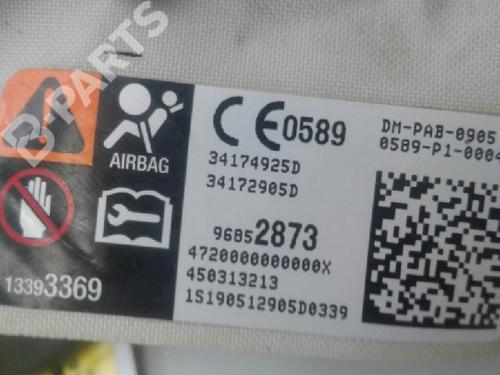 B-PARTS
AIRBAG
13393369
CE0589
34174925D
34172905D
96852873
4720000000000X
450313213
1S190512905D0339
DM-PAB-0905
0589-P1-0004